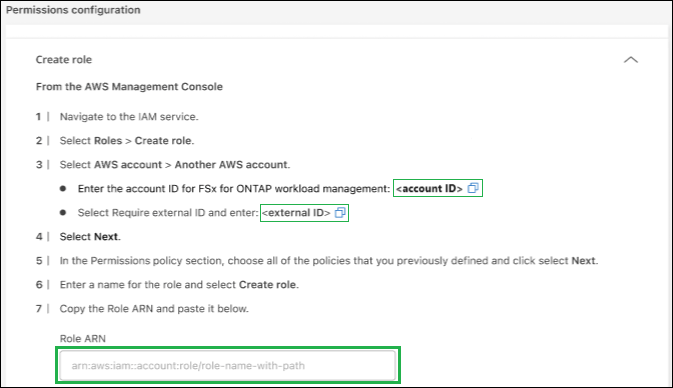 Permissions configuration
Create role
From the AWS Management Console
1 | Navigate to the IAM service.
2 | Select Roles > Create role.
3 | Select AWS account > Another AWS account.
● Enter the account ID for FSx for ONTAP workload management: <account ID>
● Select Require external ID and enter: <external ID>
4 | Select Next.
5 | In the Permissions policy section, choose all of the policies that you previously defined and click select Next.
6 | Enter a name for the role and select Create role.
7 | Copy the Role ARN and paste it below.
Role ARN
arn:aws:iam::account:role/role-name-with-path